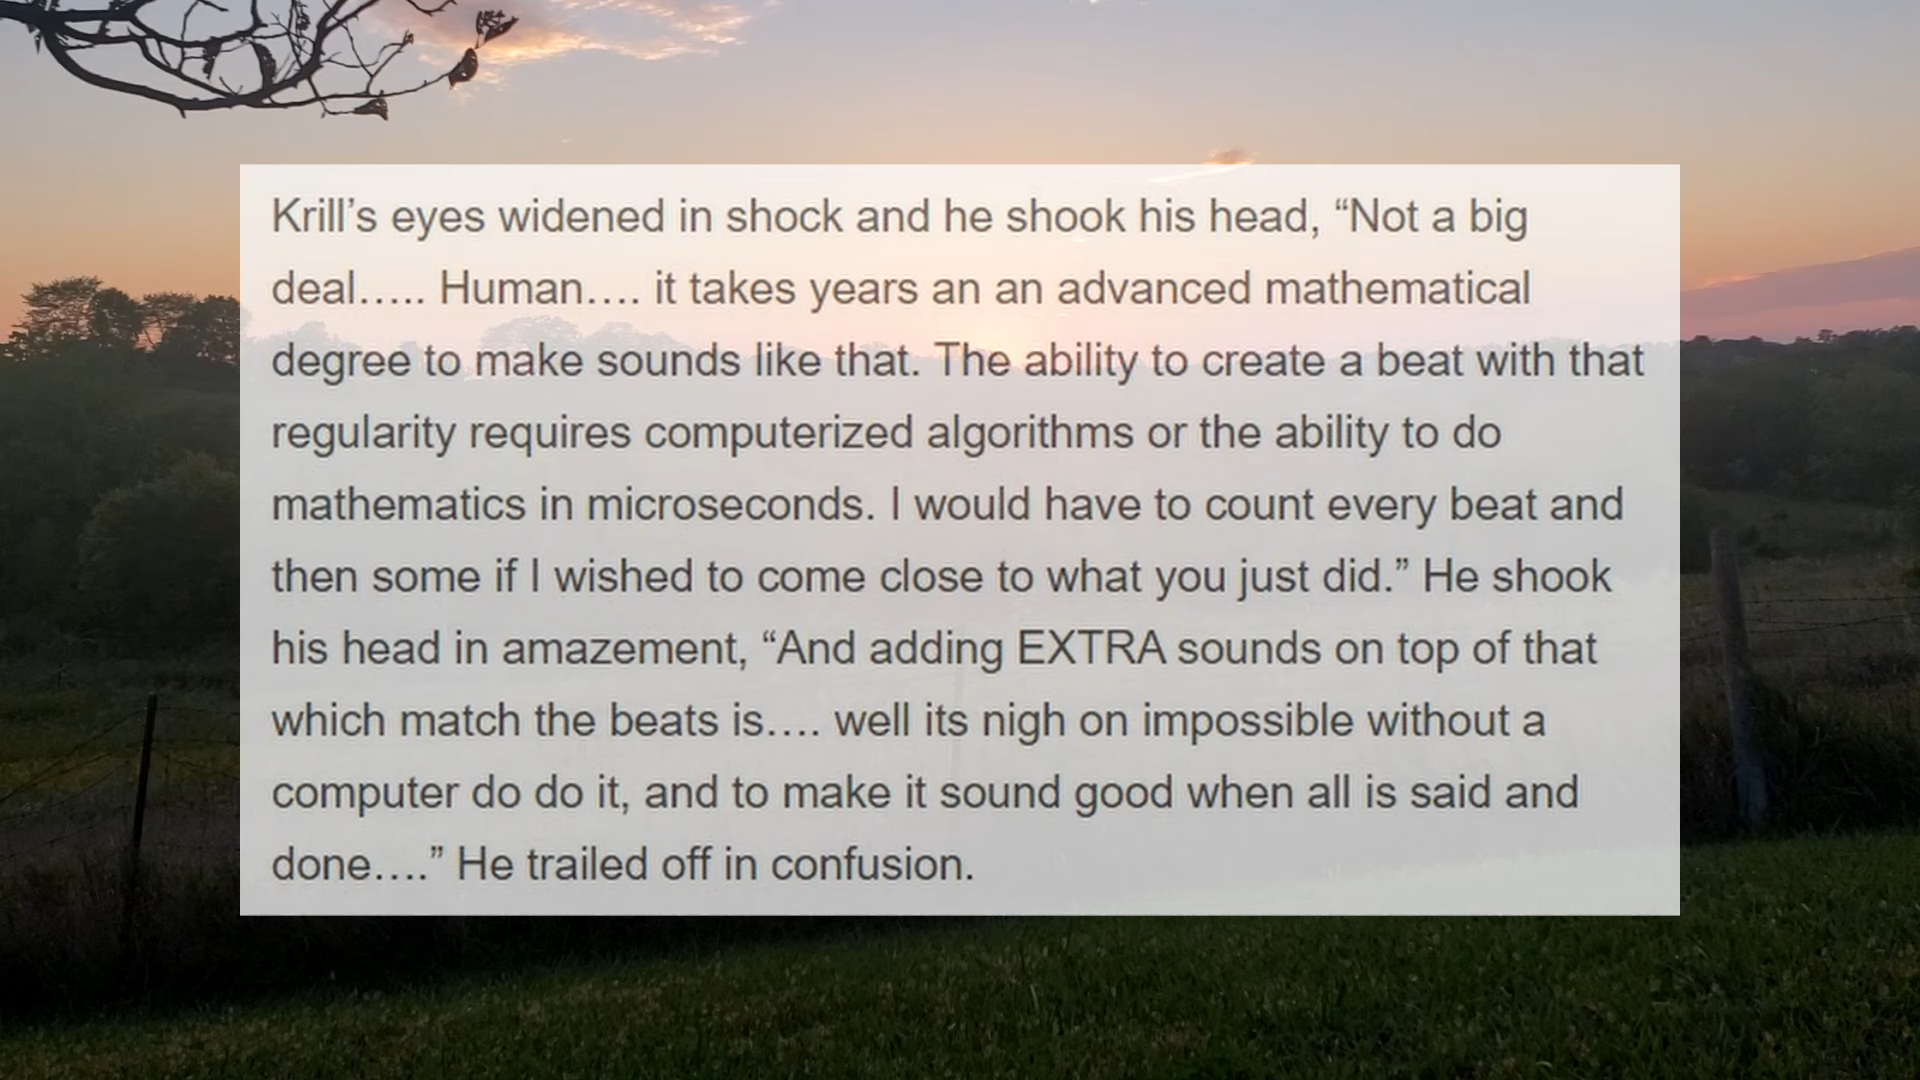 Krill’s eyes widened in shock and he shook his head, “Not a big
deal….. Human…. it takes years an an advanced mathematical
degree to make sounds like that. The ability to create a beat with that
regularity requires computerized algorithms or the ability to do
mathematics in microseconds. I would have to count every beat and
then some if I wished to come close to what you just did.” He shook
his head in amazement, “And adding EXTRA sounds on top of that
which match the beats is…. well its nigh on impossible without a
computer do do it, and to make it sound good when all is said and
done….” He trailed off in confusion.